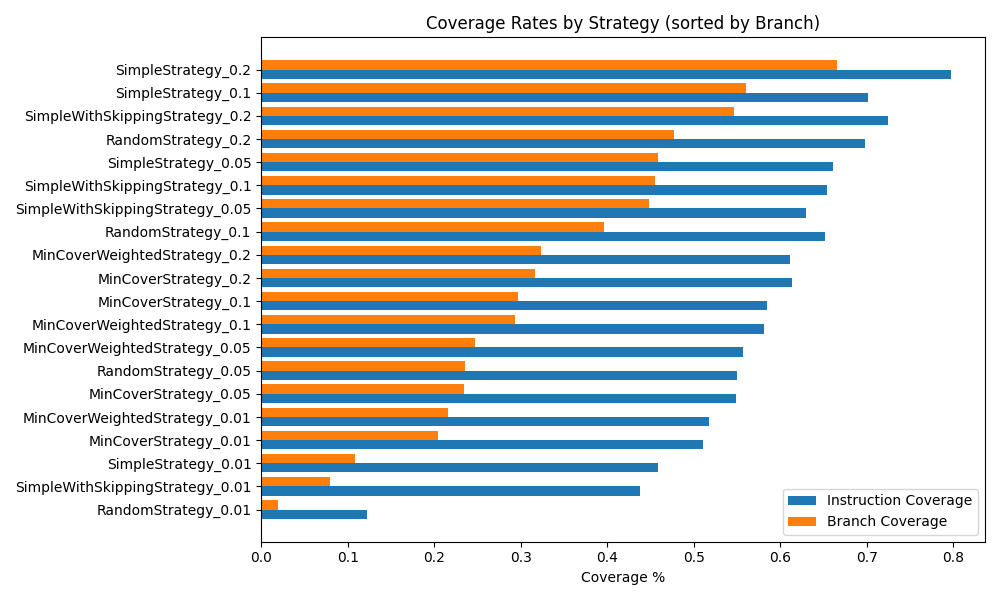 Coverage Rates by Strategy (sorted by Branch)
SimpleStrategy_0.2
SimpleStrategy_0.1
SimpleWithSkippingStrategy_0.2
RandomStrategy_0.2
SimpleStrategy_0.05
SimpleWithSkippingStrategy_0.1
SimpleWithSkippingStrategy_0.05
RandomStrategy_0.1
MinCoverWeightedStrategy_0.2
MinCoverStrategy_0.2
MinCoverStrategy_0.1
MinCoverWeightedStrategy_0.1
MinCoverWeightedStrategy_0.05
RandomStrategy_0.05
MinCoverStrategy_0.05
MinCoverWeightedStrategy_0.01
MinCoverStrategy_0.01
SimpleStrategy_0.01
SimpleWithSkippingStrategy_0.01
RandomStrategy_0.01
Instruction Coverage
Branch Coverage
0.0 0.1 0.2 0.3 0.4 0.5 0.6 0.7 0.8
Coverage %